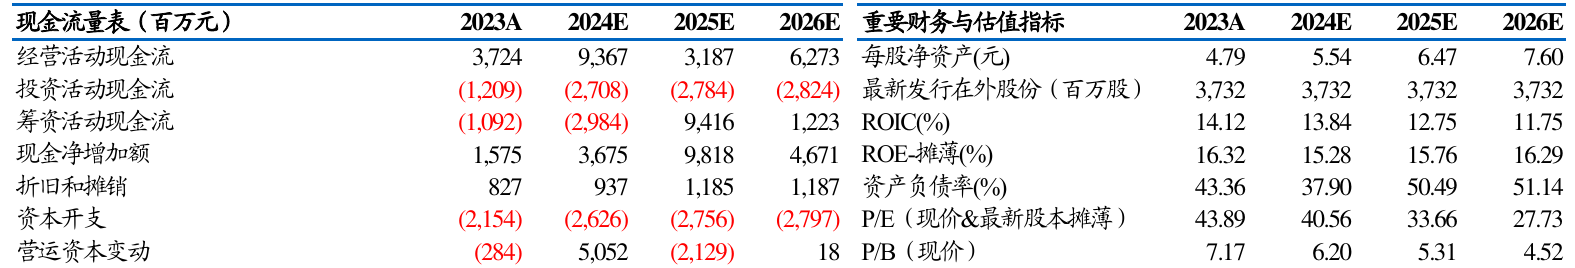 现金流量表（百万元） 2023A 2024E 2025E 2026E 重要财务与估值指标 2023A 2024E 2025E 2026E
经营活动现金流 3,724 9,367 3,187 6,273 每股净资产(元) 4.79 5.54 6.47 7.60
投资活动现金流 (1,209) (2,708) (2,784) (2,824) 最新发行在外股份（百万股） 3,732 3,732 3,732 3,732
筹资活动现金流 (1,092) (2,984) 9,416 1,223 ROIC(%) 14.12 13.84 12.75 11.75
现金净增加额 1,575 3,675 9,818 4,671 ROE-摊薄(%) 16.32 15.28 15.76 16.29
折旧和摊销 827 937 1,185 1,187 资产负债率(%) 43.36 37.90 50.49 51.14
资本开支 (2,154) (2,626) (2,756) (2,797) P/E（现价&最新股本摊薄） 43.89 40.56 33.66 27.73
营运资本变动 (284) 5,052 (2,129) 18 P/B（现价） 7.17 6.20 5.31 4.52